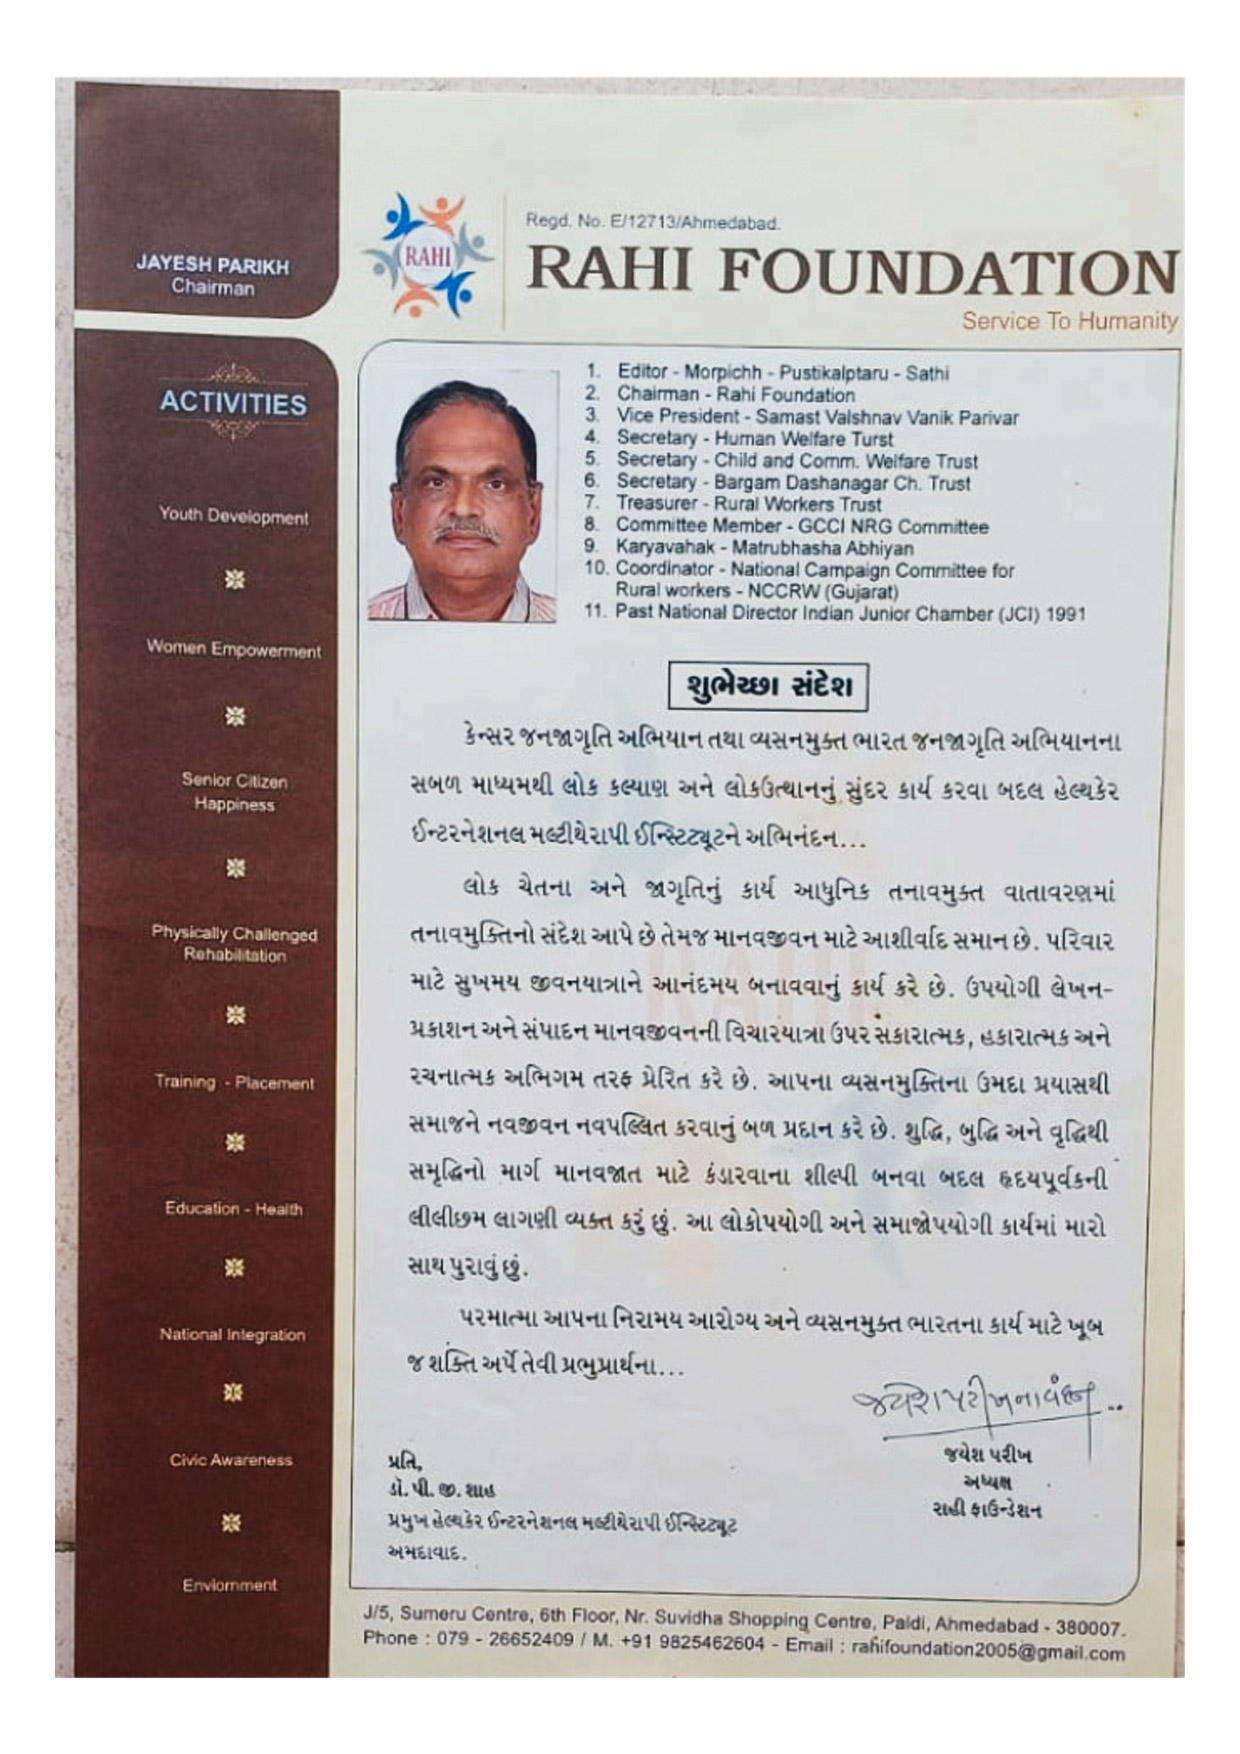 JAYESH PARIKH
Chairman
RAHI
Regd. No. E/12713/Ahmedabad.
RAHI FOUNDATION
Service To Humanity
ACTIVITIES
Youth Development
Women Empowerment
Senior Citizen
Happiness
Physically Challenged
Rehabilitation
Training - Placement
Education - Health
National Integration
Civic Awareness
Enviornment
1. Editor - Morpichh - Pustikalptaru - Sathi
2. Chairman - Rahi Foundation
3. Vice President - Samast Vaishnav Vanik Parivar
4. Secretary - Human Welfare Turst
5. Secretary - Child and Comm. Welfare Trust
6. Secretary - Bargam Dashanagar Ch. Trust
7. Treasurer - Rural Workers Trust
8. Committee Member - GCCI NRG Committee
9. Karyavahak - Matrubhasha Abhiyan
10. Coordinator - National Campaign Committee for
Rural workers - NCCRW (Gujarat)
11. Past National Director Indian Junior Chamber (JCI) 1991
શુભેચ્છા સંદેશ
કેન્સર જનજાગૃતિ અભિયાન તથા વ્યસનમુક્ત ભારત જનજાગૃતિ અભિયાનના
સબળ માધ્યમથી લોક કલ્યાણ અને લોકઉત્થાનનું સુંદર કાર્ય કરવા બદલ હેલ્થકેર
ઈન્ટરનેશનલ મલ્ટીથેરાપી ઈન્સ્ટિટ્યૂટને અભિનંદન...
લોક ચેતના અને જાગૃતિનું કાર્ય આધુનિક તનાવમુક્ત વાતાવરણમાં
તનાવમુક્તિનો સંદેશ આપે છે તેમજ માનવજીવન માટે આશીર્વાદ સમાન છે. પરિવાર
માટે સુખમય જીવનયાત્રાને આનંદમય બનાવવાનું કાર્ય કરે છે. ઉપયોગી લેખન-
પ્રકાશન અને સંપાદન માનવજીવનની વિચારયાત્રા ઉપર સકારાત્મક, હકારાત્મક અને
રચનાત્મક અભિગમ તરફ પ્રેરિત કરે છે. આપના વ્યસનમુક્તિના ઉમદા પ્રયાસથી
સમાજને નવજીવન નવપલ્લિત કરવાનું બળ પ્રદાન કરે છે. શુદ્ધિ, બુદ્ધિ અને વૃદ્ધિથી
સમૃદ્ધિનો માર્ગ માનવજાત માટે કંડારવાના શીલ્પી બનવા બદલ હૃદયપૂર્વકની
લીલીછમ લાગણી વ્યક્ત કરું છું. આ લોકોપયોગી અને સમાજોપયોગી કાર્યમાં મારો
સાથ પુરાવું છું.
પરમાત્મા આપના નિરામય આરોગ્ય અને વ્યસનમુક્ત ભારતના કાર્ય માટે ખૂબ
જ શક્તિ અર્પે તેવી પ્રભુપ્રાર્થના...
જયેશ પરીખના વંદન
જયેશ પરીખ
અધ્યક્ષ
રાહી ફાઉન્ડેશન
પ્રતિ,
ડૉ. પી. જી. શાહ
પ્રમુખ હેલ્થકેર ઈન્ટરનેશનલ મલ્ટીથેરાપી ઈન્સ્ટિટ્યૂટ
અમદાવાદ.
J/5, Sumeru Centre, 6th Floor, Nr. Suvidha Shopping Centre, Paldi, Ahmedabad - 380007.
Phone : 079 - 26652409 / M. +91 9825462604 - Email : rahifoundation2005@gmail.com